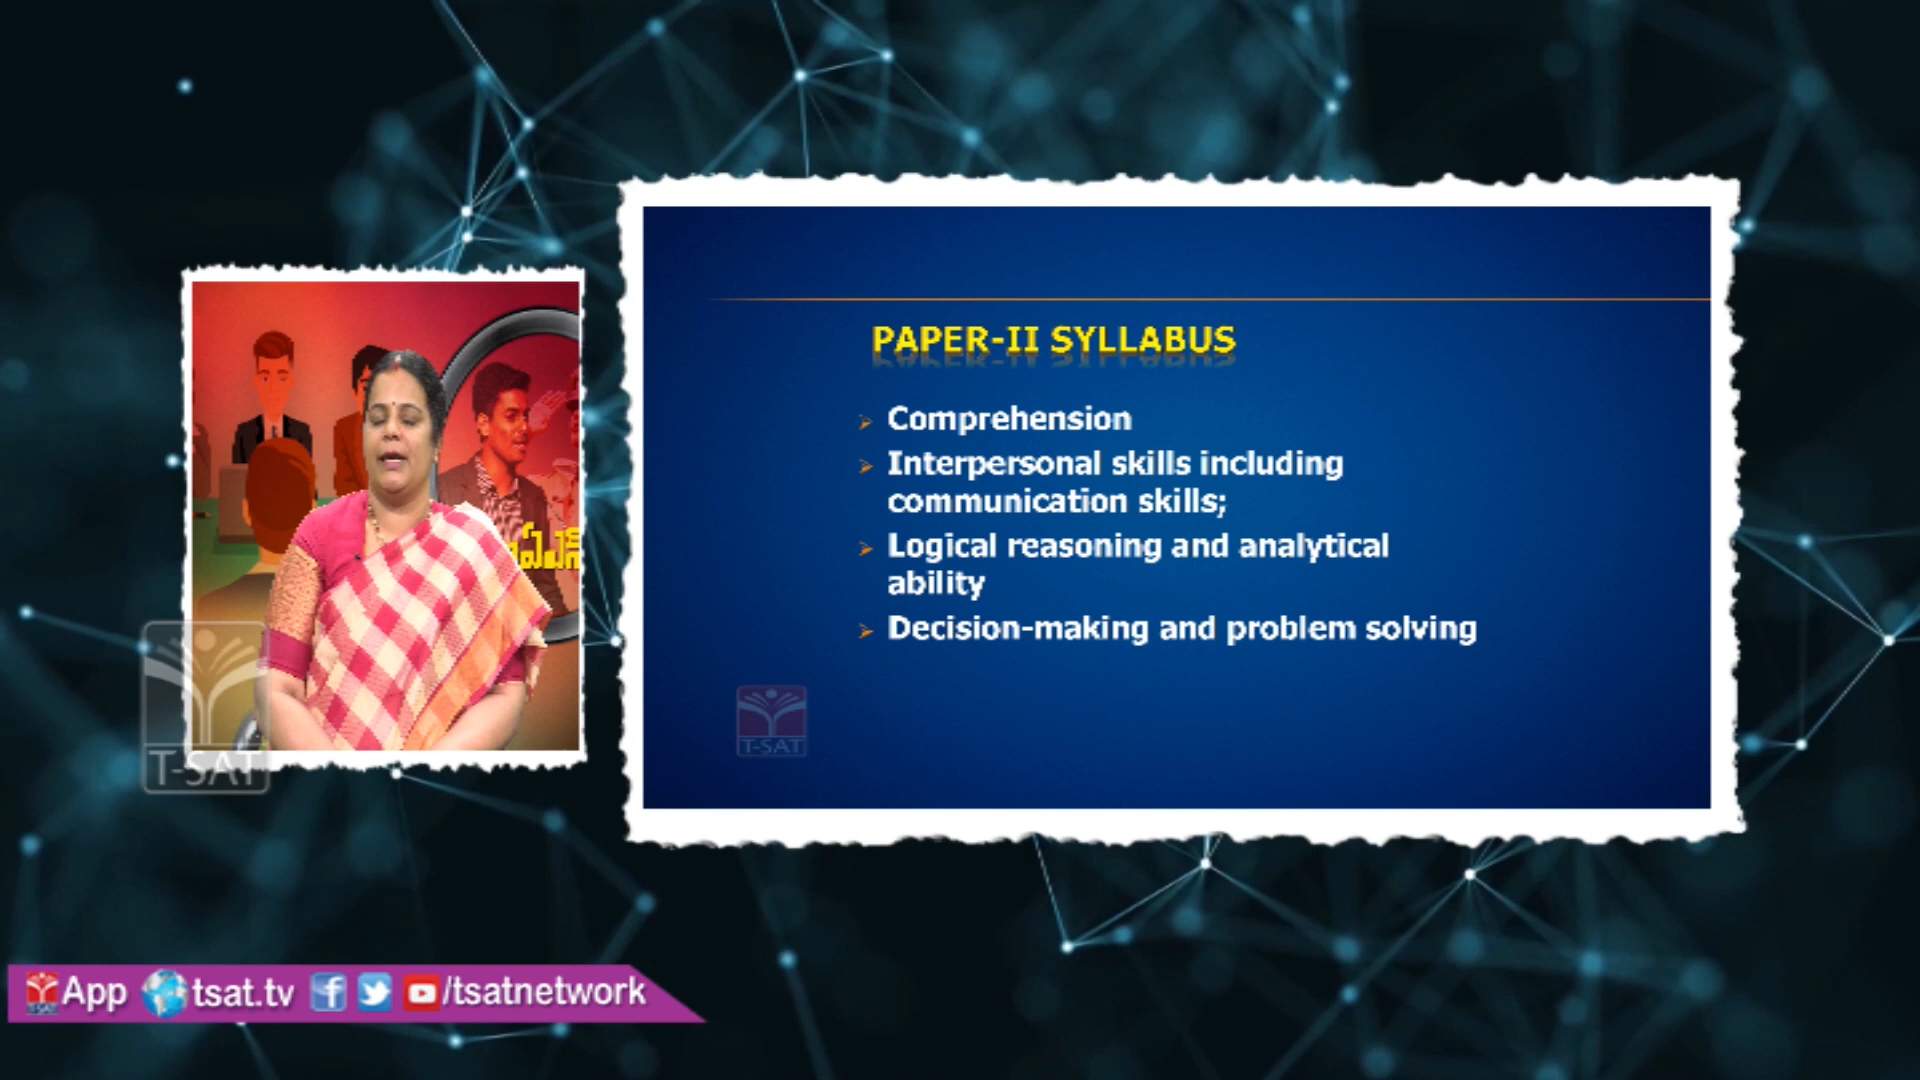 PAPER-II SYLLABUS
Comprehension
Interpersonal skills including
communication skills;
Logical reasoning and analytical
ability
Decision-making and problem solving
T-SAT
T-SAT
App tsat.tv /tsatnetwork